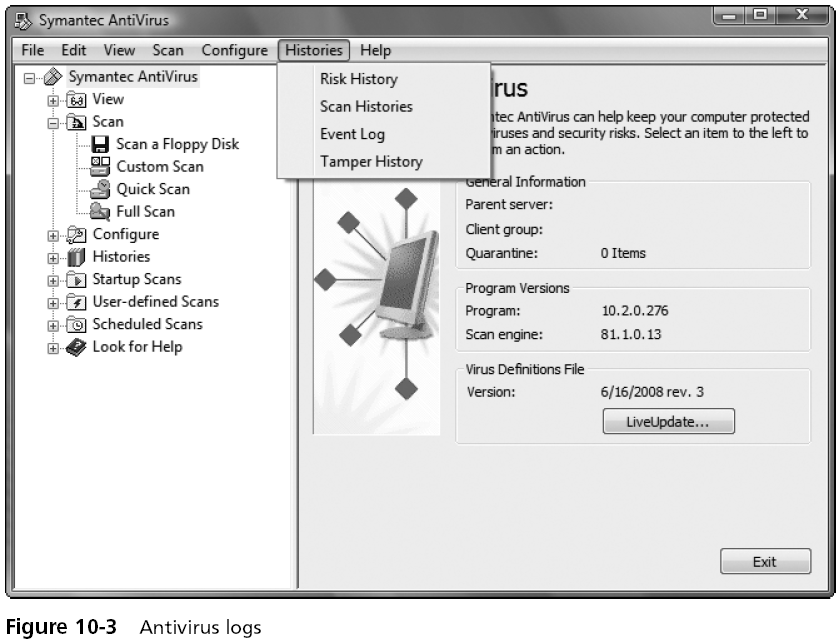 Symantec AntiVirus
File Edit View Scan Configure Histories Help
Symantec AntiVirus
View
Scan
Scan a Floppy Disk
Custom Scan
Quick Scan
Full Scan
Configure
Histories
Startup Scans
User-defined Scans
Scheduled Scans
Look for Help
Risk History
Scan Histories
Event Log
Tamper History
rus
tec AntiVirus can help keep your computer protected
iruses and security risks. Select an item to the left to
m an action.
General Information
Parent server:
Client group:
Quarantine: 0 Items
Program Versions
Program: 10.2.0.276
Scan engine: 81.1.0.13
Virus Definitions File
Version: 6/16/2008 rev. 3
LiveUpdate...
Exit
Figure 10-3 Antivirus logs